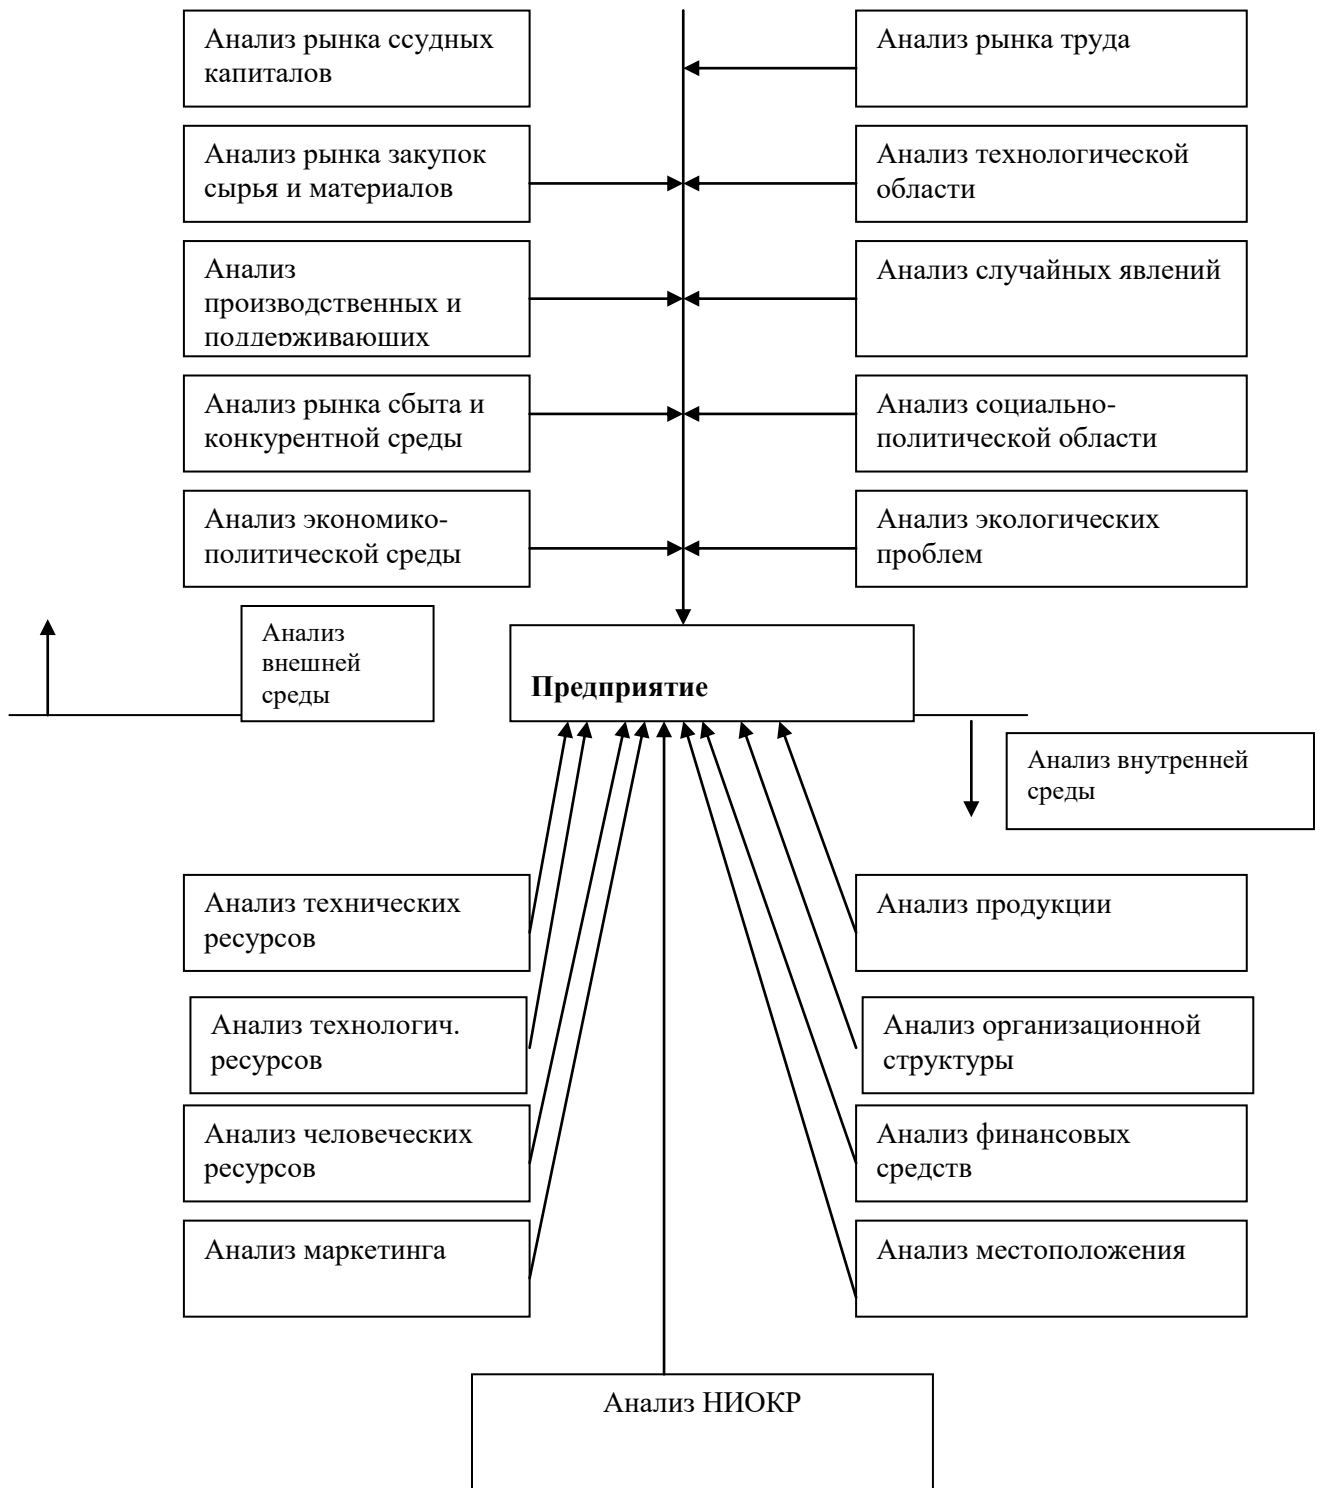 Анализ рынка ссудных
капиталов
Анализ рынка труда
Анализ рынка закупок
сырья и материалов
Анализ технологической
области
Анализ
производственных и
поддерживающих
Анализ случайных явлений
Анализ рынка сбыта и
конкурентной среды
Анализ социально-
политической области
Анализ экономико-
политической среды
Анализ экологических
проблем
Анализ
внешней
среды
Предприятие
Анализ внутренней
среды
Анализ технических
ресурсов
Анализ продукции
Анализ технологич.
ресурсов
Анализ организационной
структуры
Анализ человеческих
ресурсов
Анализ финансовых
средств
Анализ маркетинга
Анализ местоположения
Анализ НИОКР